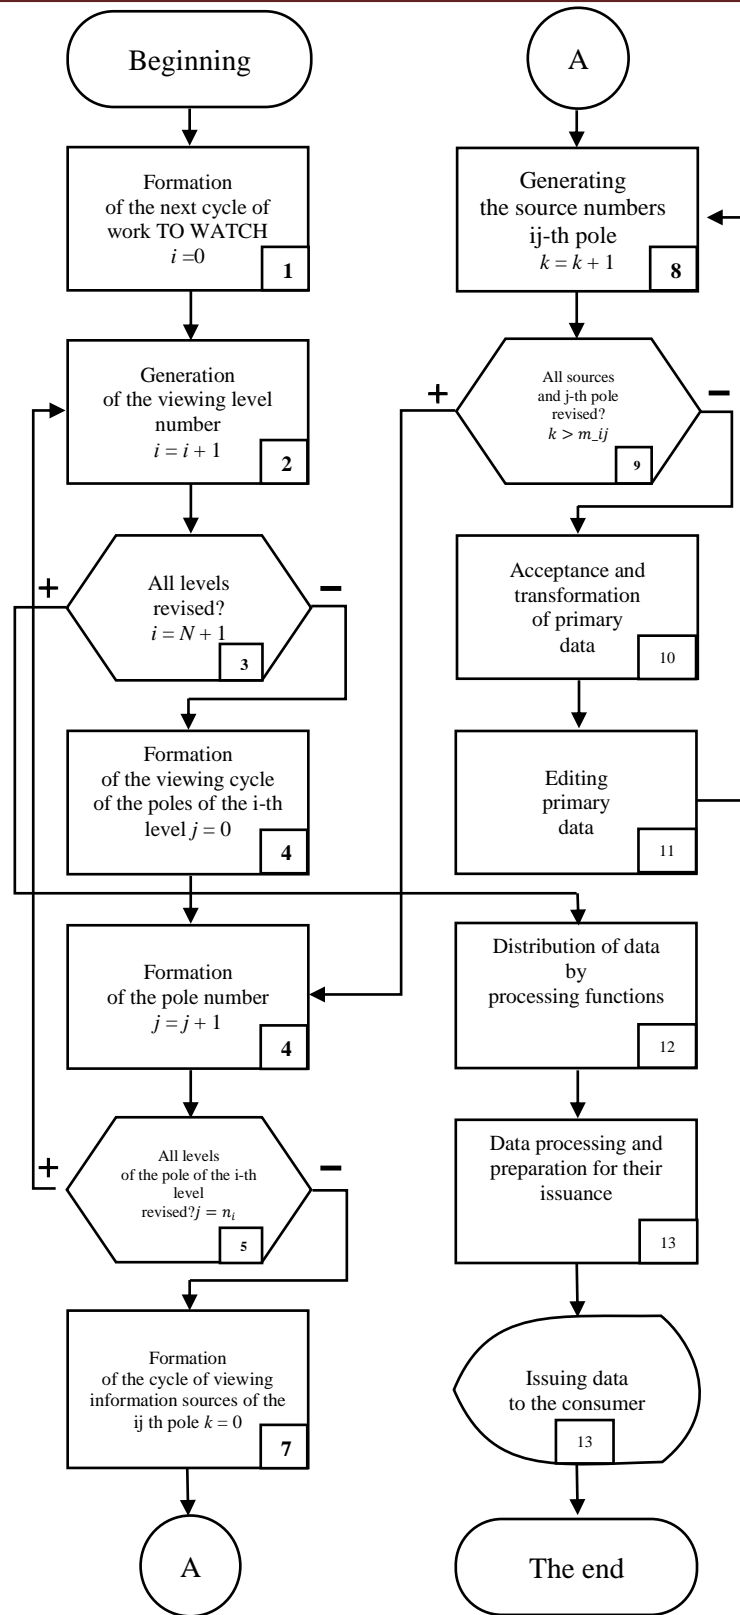 Beginning
Formation
of the next cycle of
work TO WATCH
i =0
1
Generation
of the viewing level
number
i = i + 1
2
+
All levels
revised?
i = N + 1
3
−
Formation
of the viewing cycle
of the poles of the i-th
level j = 0
4
Formation
of the pole number
j = j + 1
4
+
All levels
of the pole of the i-th
level
revised?j = nᵢ
5
−
Formation
of the cycle of viewing
information sources of the
ij th pole k = 0
7
A
A
Generating
the source numbers
ij-th pole
k = k + 1
8
+
All sources
and j-th pole
revised?
k > m_ij
9
−
Acceptance and
transformation
of primary
data
10
Editing
primary
data
11
Distribution of data
by
processing functions
12
Data processing and
preparation for their
issuance
13
Issuing data
to the consumer
13
The end